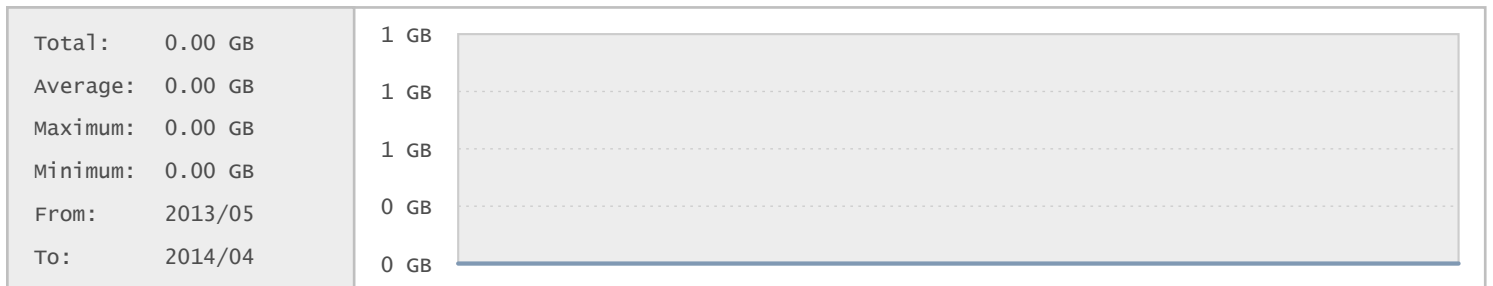 Total: 0.00 GB
Average: 0.00 GB
Maximum: 0.00 GB
Minimum: 0.00 GB
From: 2013/05
To: 2014/04
1 GB
1 GB
1 GB
0 GB
0 GB